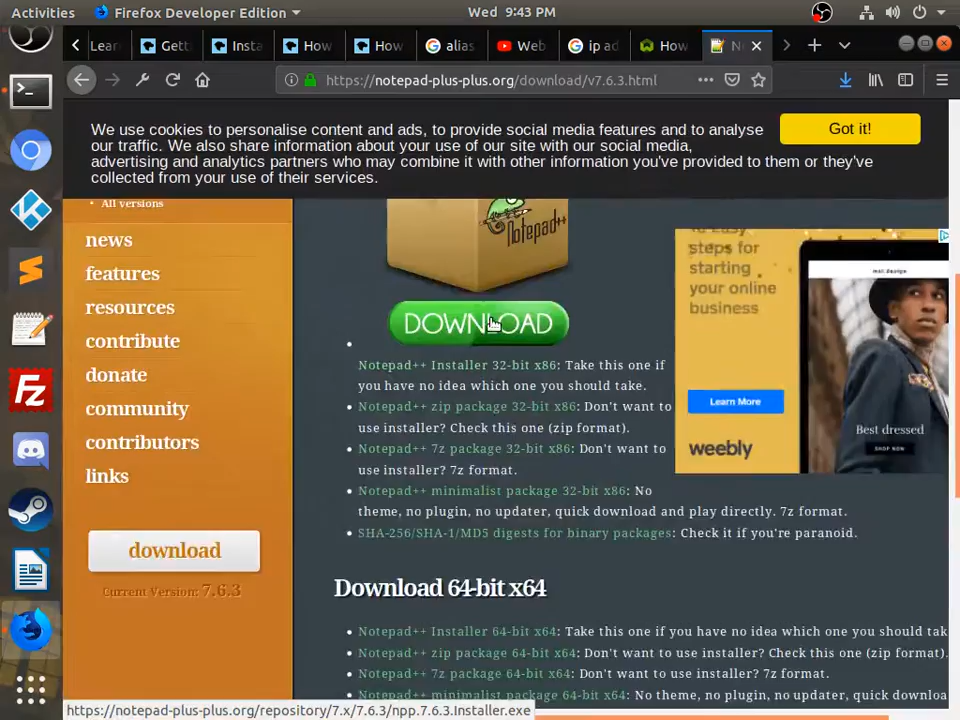 Activities
Firefox Developer Edition
Wed 9:43 PM
Lear
Gett
Insta
How
How
alias
Web
ip ad
How
N
https://notepad-plus-plus.org/download/v7.6.3.html
We use cookies to personalise content and ads, to provide social media features and to analyse
our traffic. We also share information about your use of our site with our social media,
advertising and analytics partners who may combine it with other information you've provided to them or they've
collected from your use of their services.
Got it!
All versions
news
features
resources
contribute
donate
community
contributors
links
download
Current Version: 7.6.3
Notepad++
DOWNLOAD
Notepad++ Installer 32-bit x86: Take this one if
you have no idea which one you should take.
Notepad++ zip package 32-bit x86: Don't want to
use installer? Check this one (zip format).
Notepad++ 7z package 32-bit x86: Don't want to
use installer? 7z format.
Notepad++ minimalist package 32-bit x86: No
theme, no plugin, no updater, quick download and play directly. 7z format.
SHA-256/SHA-1/MD5 digests for binary packages: Check it if you're paranoid.
Download 64-bit x64
Notepad++ Installer 64-bit x64: Take this one if you have no idea which one you should tak
Notepad++ zip package 64-bit x64: Don't want to use installer? Check this one (zip format).
Notepad++ 7z package 64-bit x64: Don't want to use installer? 7z format.
Notepad++ minimalist package 64-bit x64: No theme, no plugin, no updater, quick downloa
steps for
starting
your online
business
Learn More
weebly
Best dressed
SHOP NOW
https://notepad-plus-plus.org/repository/7.x/7.6.3/npp.7.6.3.Installer.exe